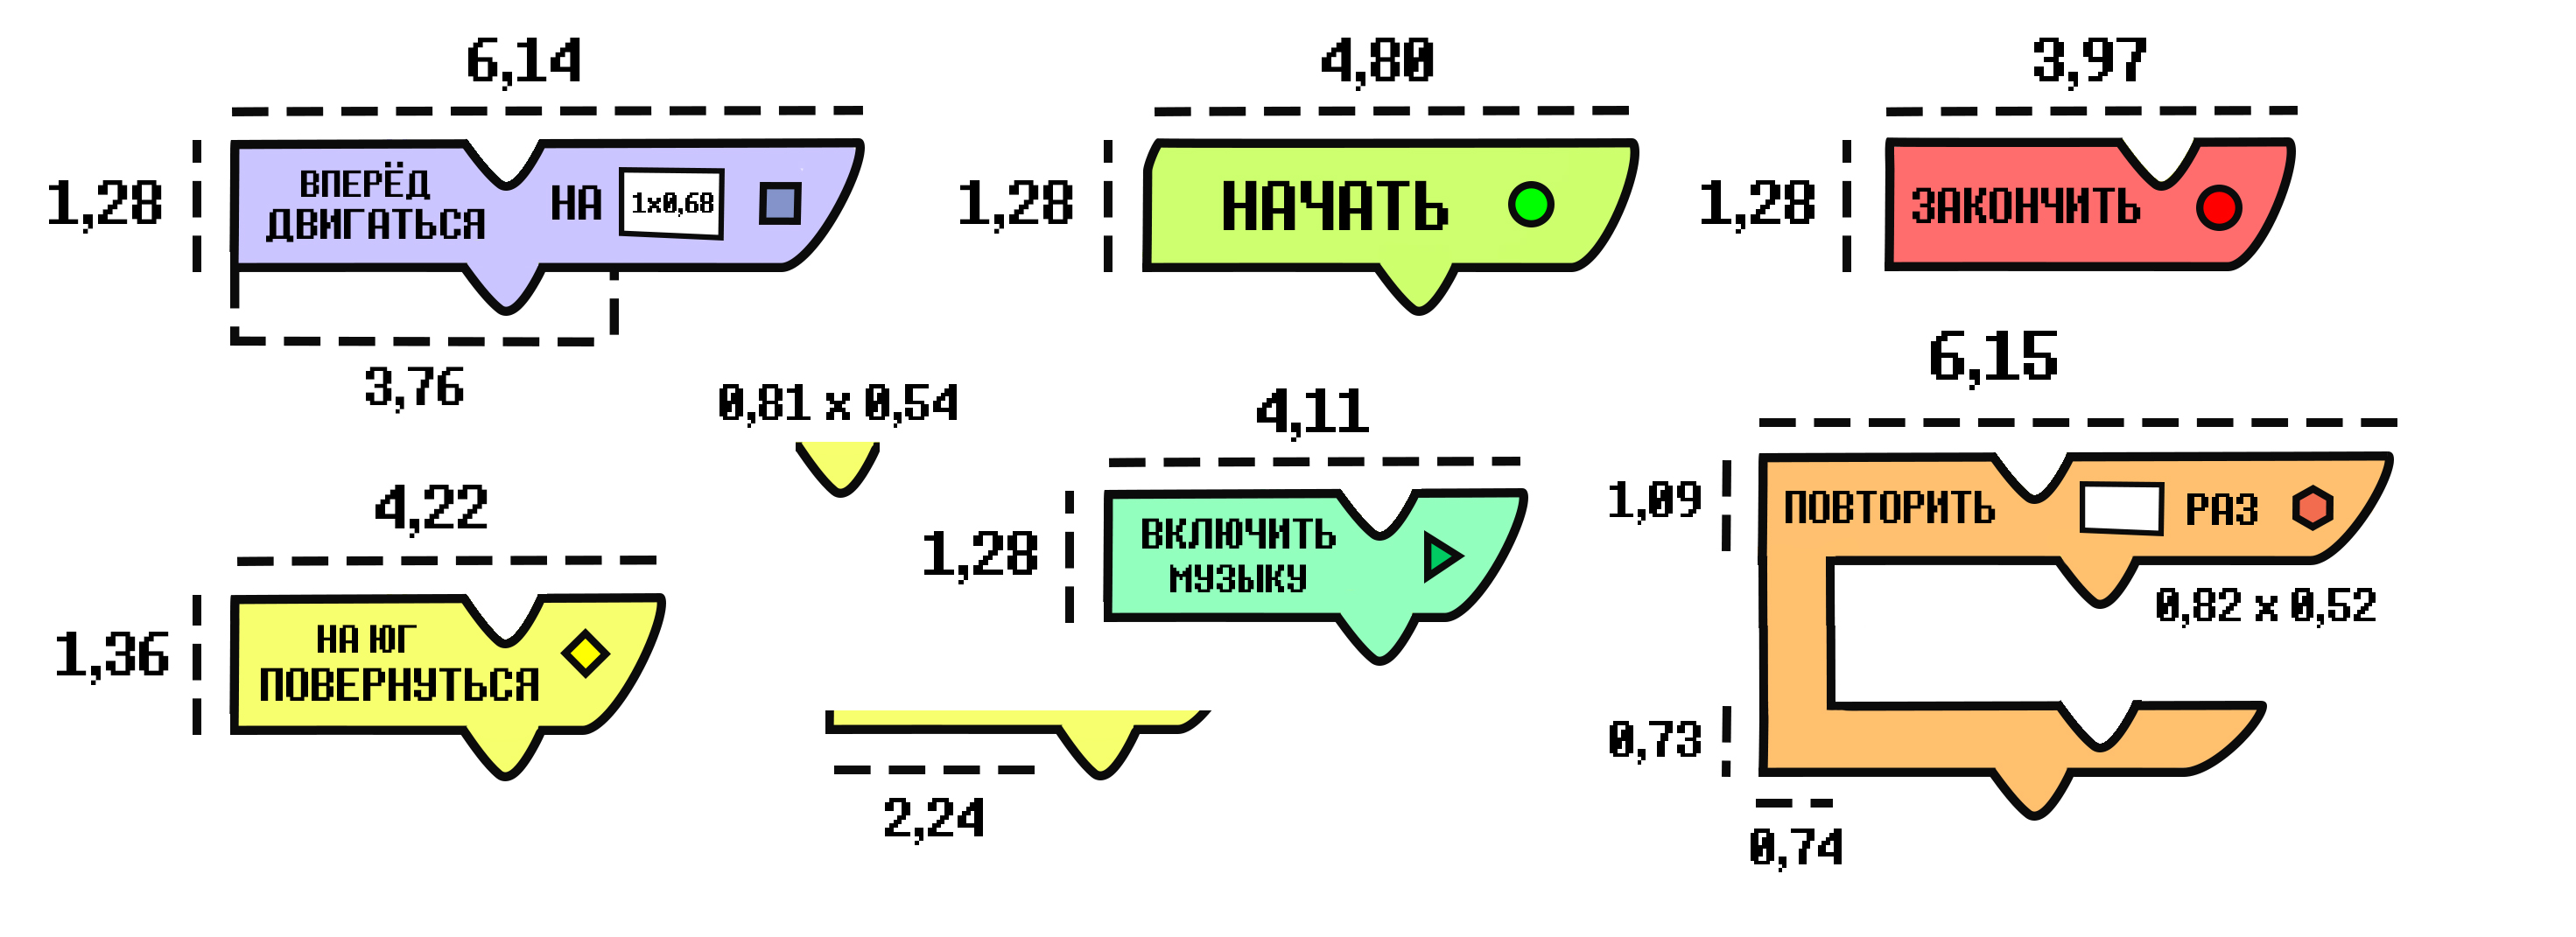 6,14
4,80
3,97
1,28
ВПЕРЁД
ДВИГАТЬСЯ
НА
1x0,68
1,28
НАЧАТЬ
1,28
ЗАКОНЧИТЬ
3,76
0,81 x 0,54
4,11
6,15
4,22
1,28
ВКЛЮЧИТЬ
МУЗЫКУ
1,09
ПОВТОРИТЬ
РАЗ
0,82 x 0,52
1,36
НА ЮГ
ПОВЕРНУТЬСЯ
2,24
0,73
0,74